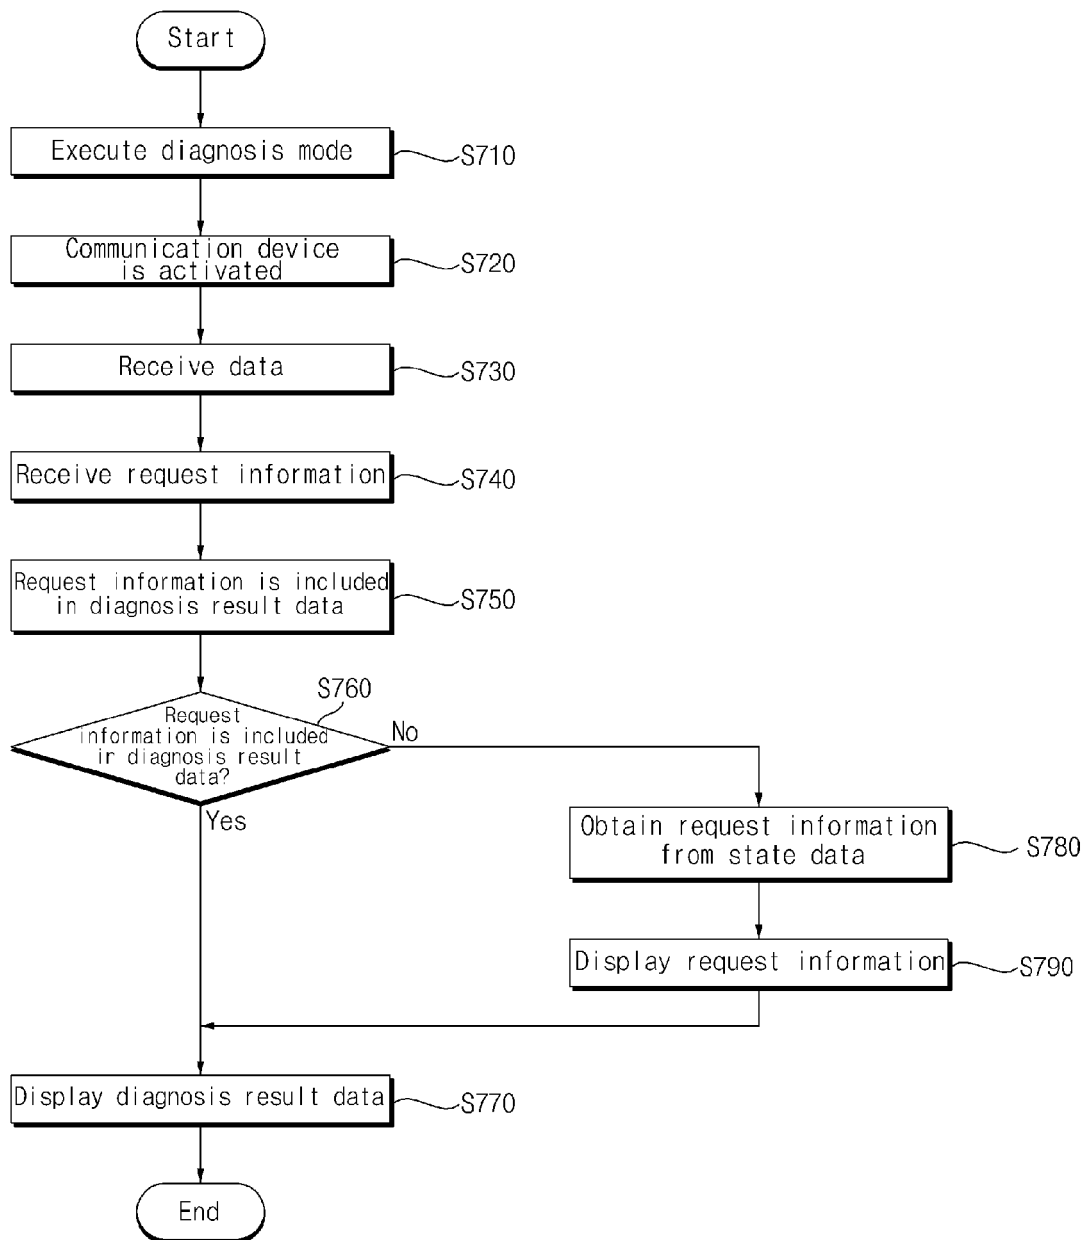 Start
Execute diagnosis mode
S710
Communication device
is activated
S720
Receive data
S730
Receive request information
S740
Request information is included
in diagnosis result data
S750
S760
Request
information is included
in diagnosis result
data?
No
Yes
Obtain request information
from state data
S780
Display request information
S790
Display diagnosis result data
S770
End